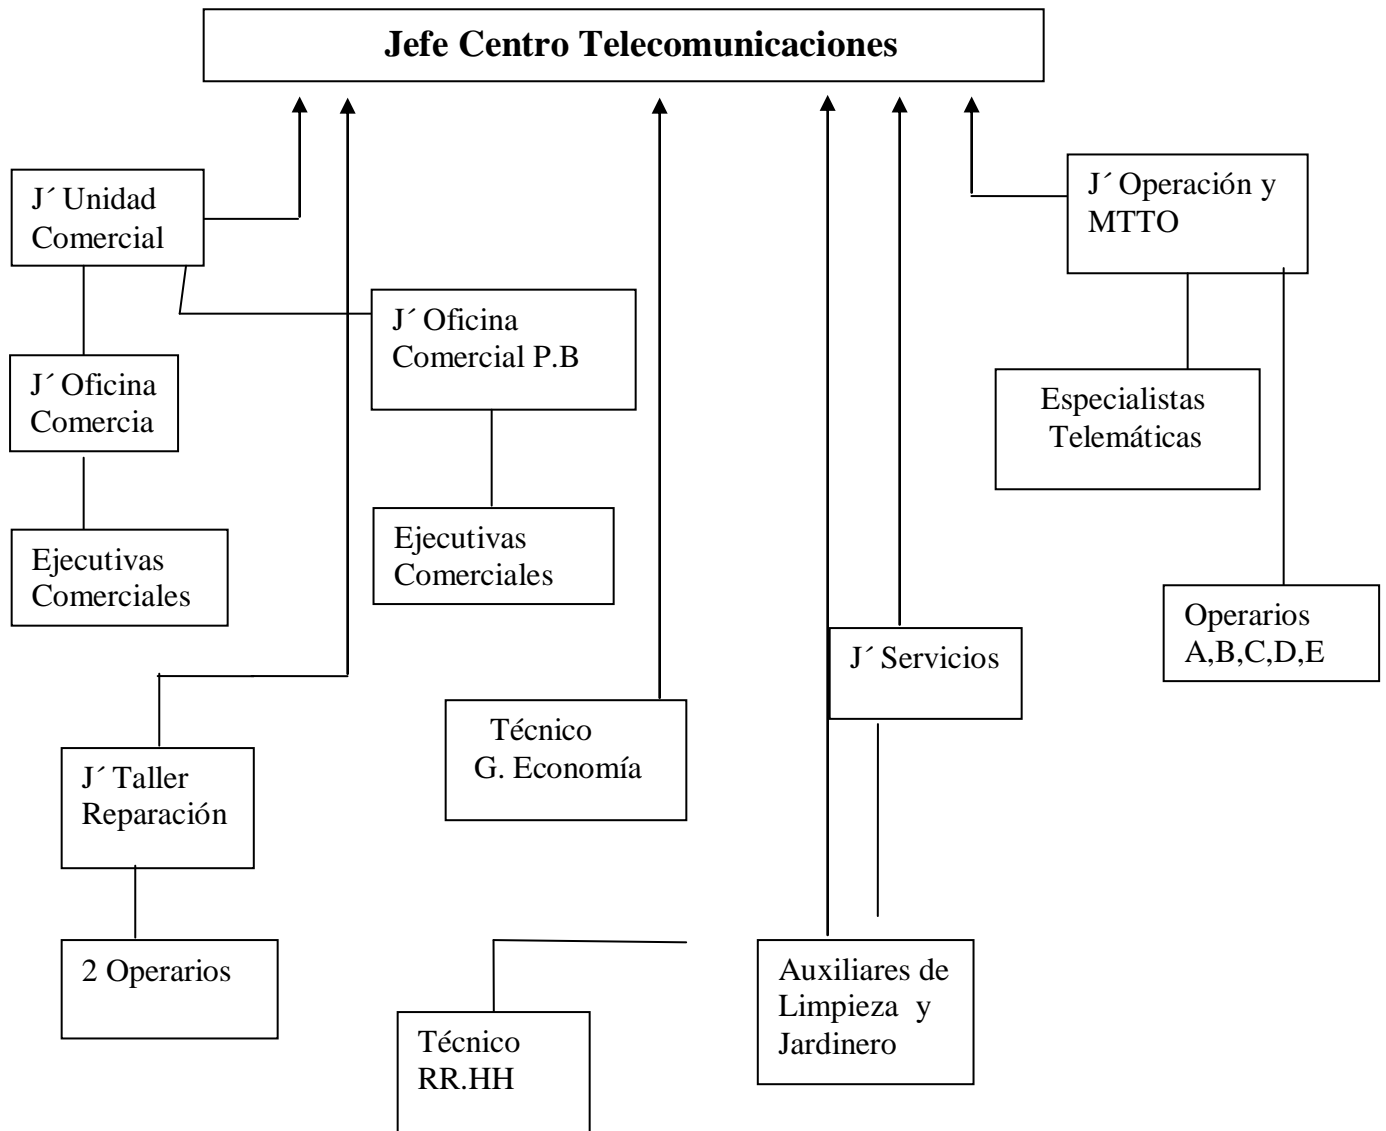 Jefe Centro Telecomunicaciones
J´ Unidad
Comercial
J´ Operación y
MTTO
J´ Oficina
Comercial P.B
J´ Oficina
Comercia
Especialistas
Telemáticas
Ejecutivas
Comerciales
Ejecutivas
Comerciales
Operarios
A,B,C,D,E
J´ Servicios
Técnico
G. Economía
J´ Taller
Reparación
2 Operarios
Auxiliares de
Limpieza y
Jardinero
Técnico
RR.HH